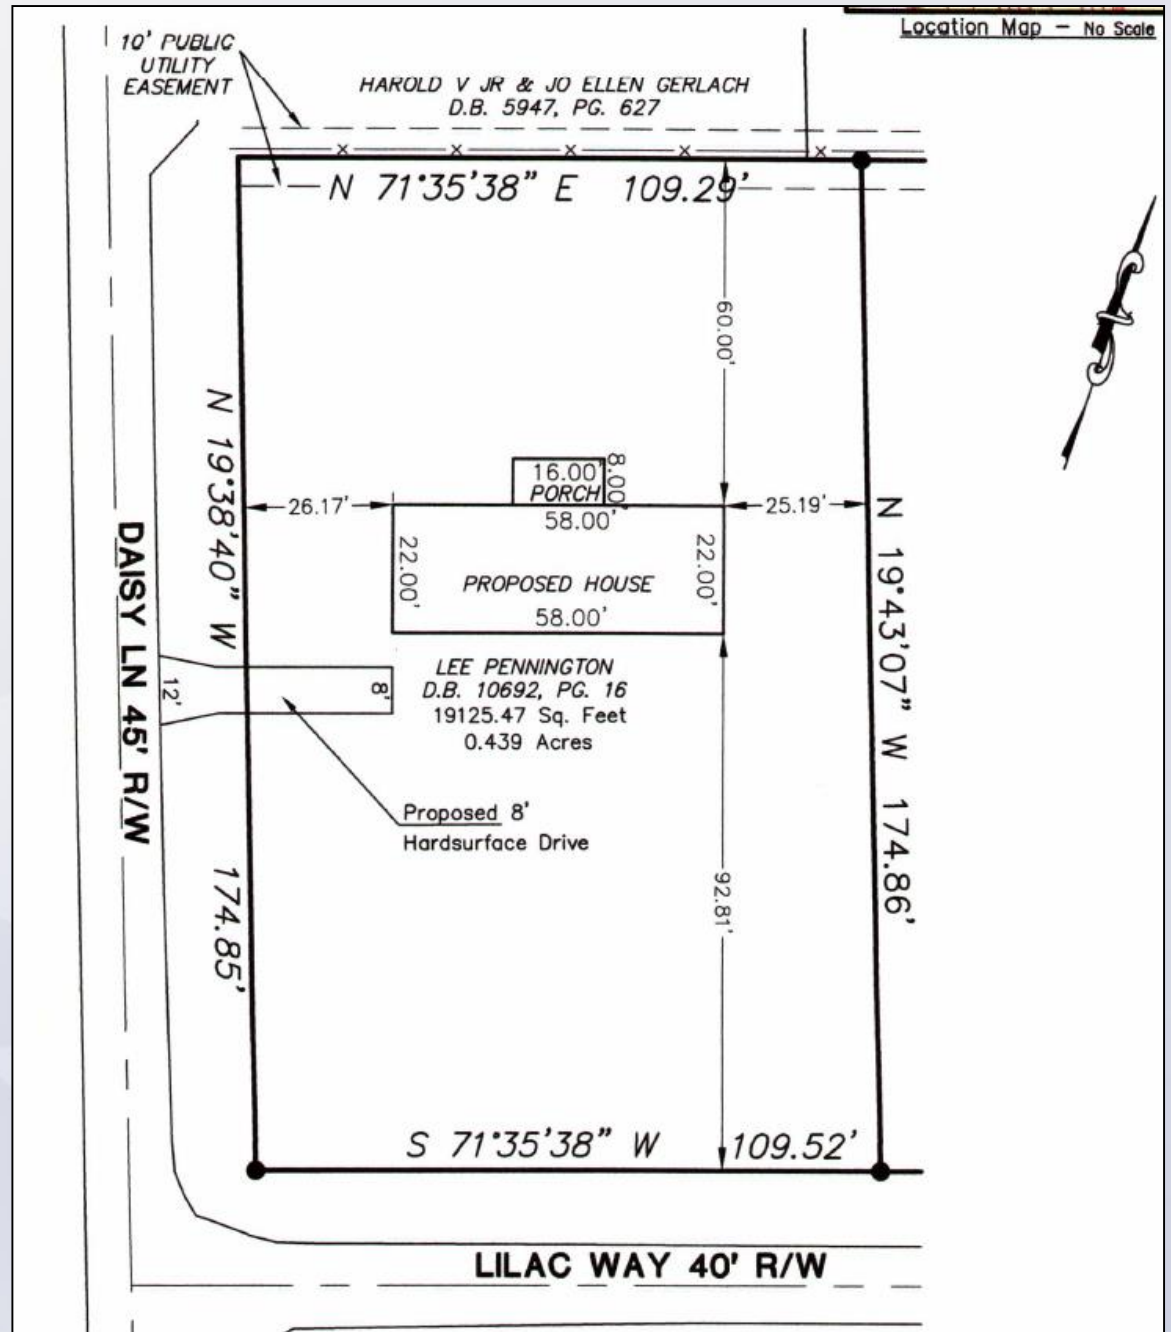 Location Map - No Scale
10' PUBLIC
UTILITY
EASEMENT
HAROLD V JR & JO ELLEN GERLACH
D.B. 5947, PG. 627
N 71°35'38" E 109.29'
60.00'
N 19°38'40" W 174.85'
16.00'
8.00'
PORCH
26.17'
58.00'
25.19'
22.00'
22.00'
PROPOSED HOUSE
58.00'
N 19°43'07" W 174.86'
DAISY LN 45' R/W
LEE PENNINGTON
D.B. 10692, PG. 16
19125.47 Sq. Feet
0.439 Acres
12'
8'
Proposed 8'
Hardsurface Drive
92.81'
S 71°35'38" W 109.52'
LILAC WAY 40' R/W